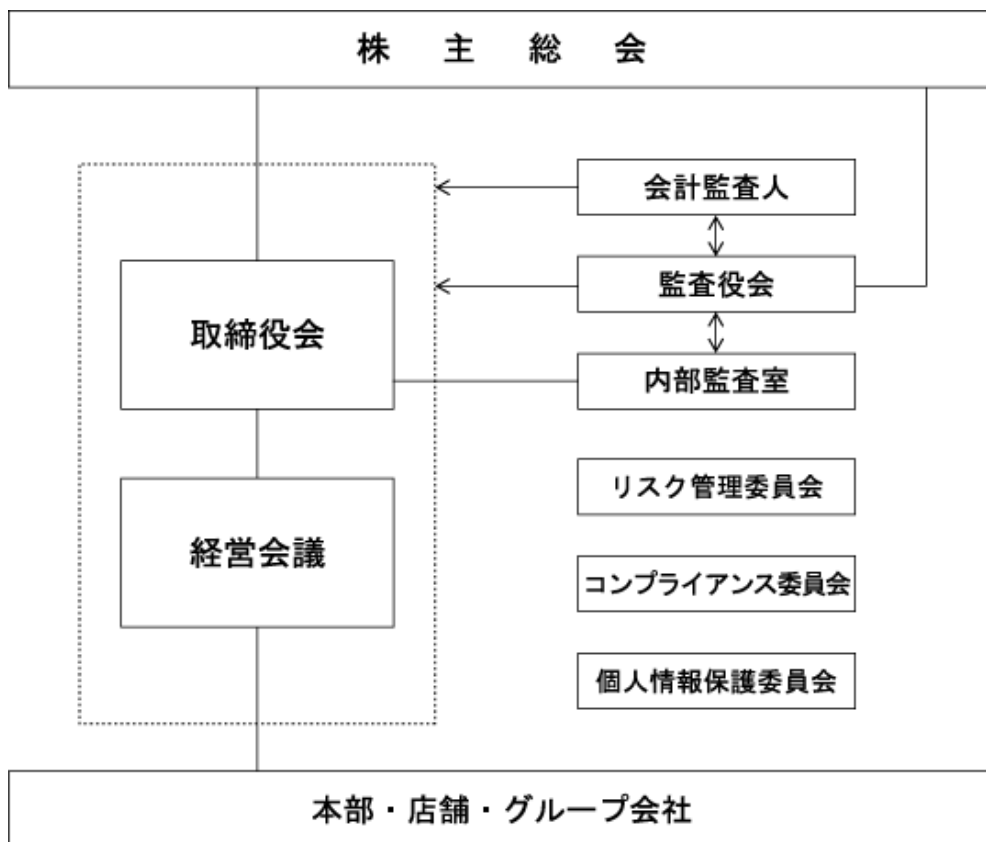 株主総会
会計監査人
監査役会
取締役会
内部監査室
リスク管理委員会
経営会議
コンプライアンス委員会
個人情報保護委員会
本部・店舗・グループ会社